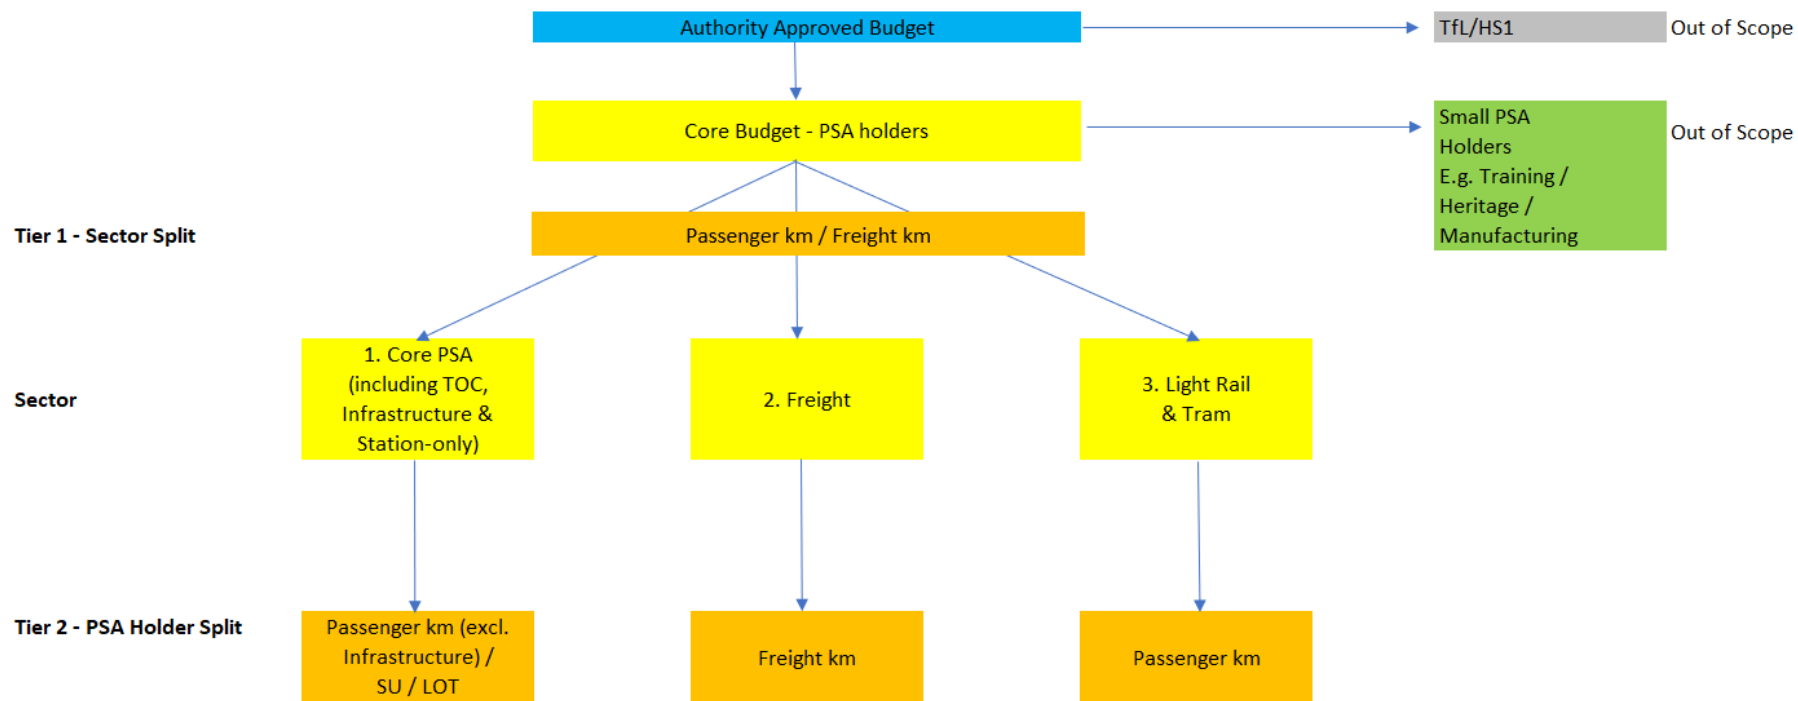 Authority Approved Budget
TfL/HS1
Out of Scope
Core Budget - PSA holders
Small PSA
Holders
E.g. Training /
Heritage /
Manufacturing
Out of Scope
Tier 1 - Sector Split
Passenger km / Freight km
Sector
1. Core PSA
(including TOC,
Infrastructure &
Station-only)
2. Freight
3. Light Rail
& Tram
Tier 2 - PSA Holder Split
Passenger km (excl.
Infrastructure) /
SU / LOT
Freight km
Passenger km